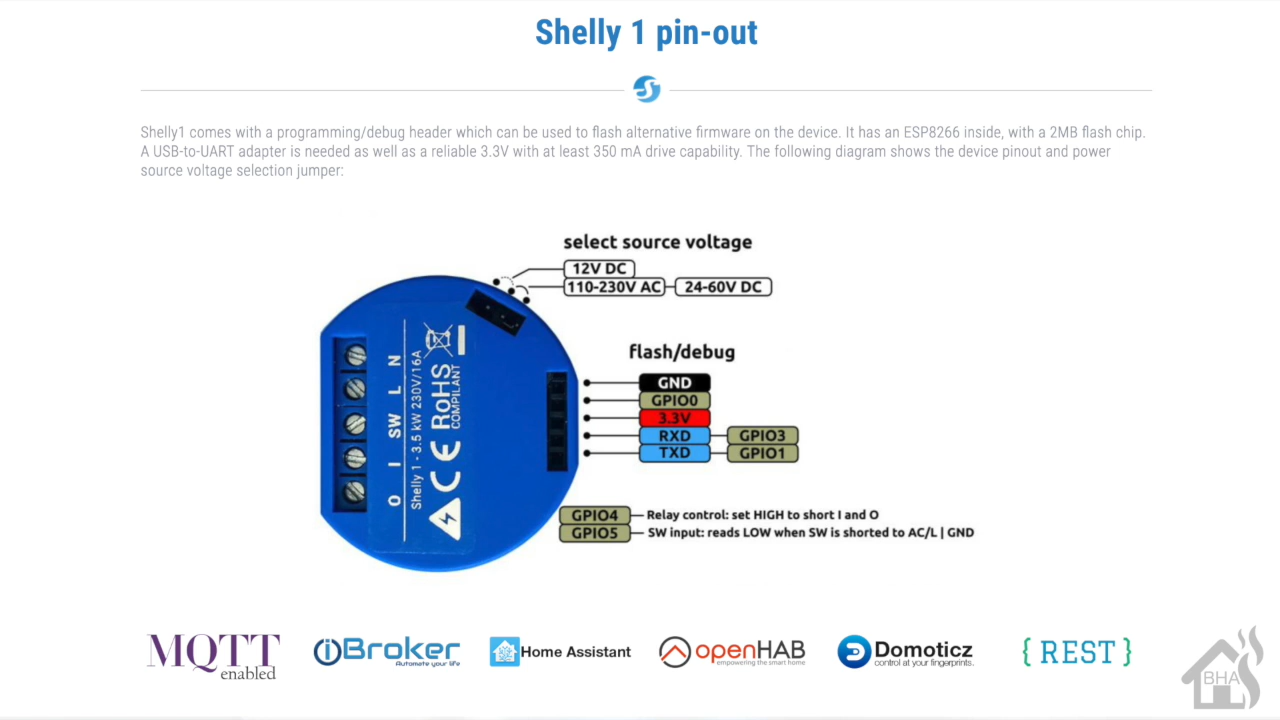 Shelly 1 pin-out
Shelly1 comes with a programming/debug header which can be used to flash alternative firmware on the device. It has an ESP8266 inside, with a 2MB flash chip.
A USB-to-UART adapter is needed as well as a reliable 3.3V with at least 350 mA drive capability. The following diagram shows the device pinout and power
source voltage selection jumper:
select source voltage
12V DC
110-230V AC 24-60V DC
flash/debug
GND
GPIO0
3.3V
RXD GPIO3
TXD GPIO1
GPIO4 Relay control: set HIGH to short I and O
GPIO5 SW input: reads LOW when SW is shorted to AC/L | GND
O I SW L N
Shelly 1 - 3.5 kW 230V/16A
CE RoHS
COMPILANT
MQTT
enabled
iBroker
Automate your life
Home Assistant
openHAB
empowering the smart home
Domoticz
control at your fingerprints.
{ REST }
BHA